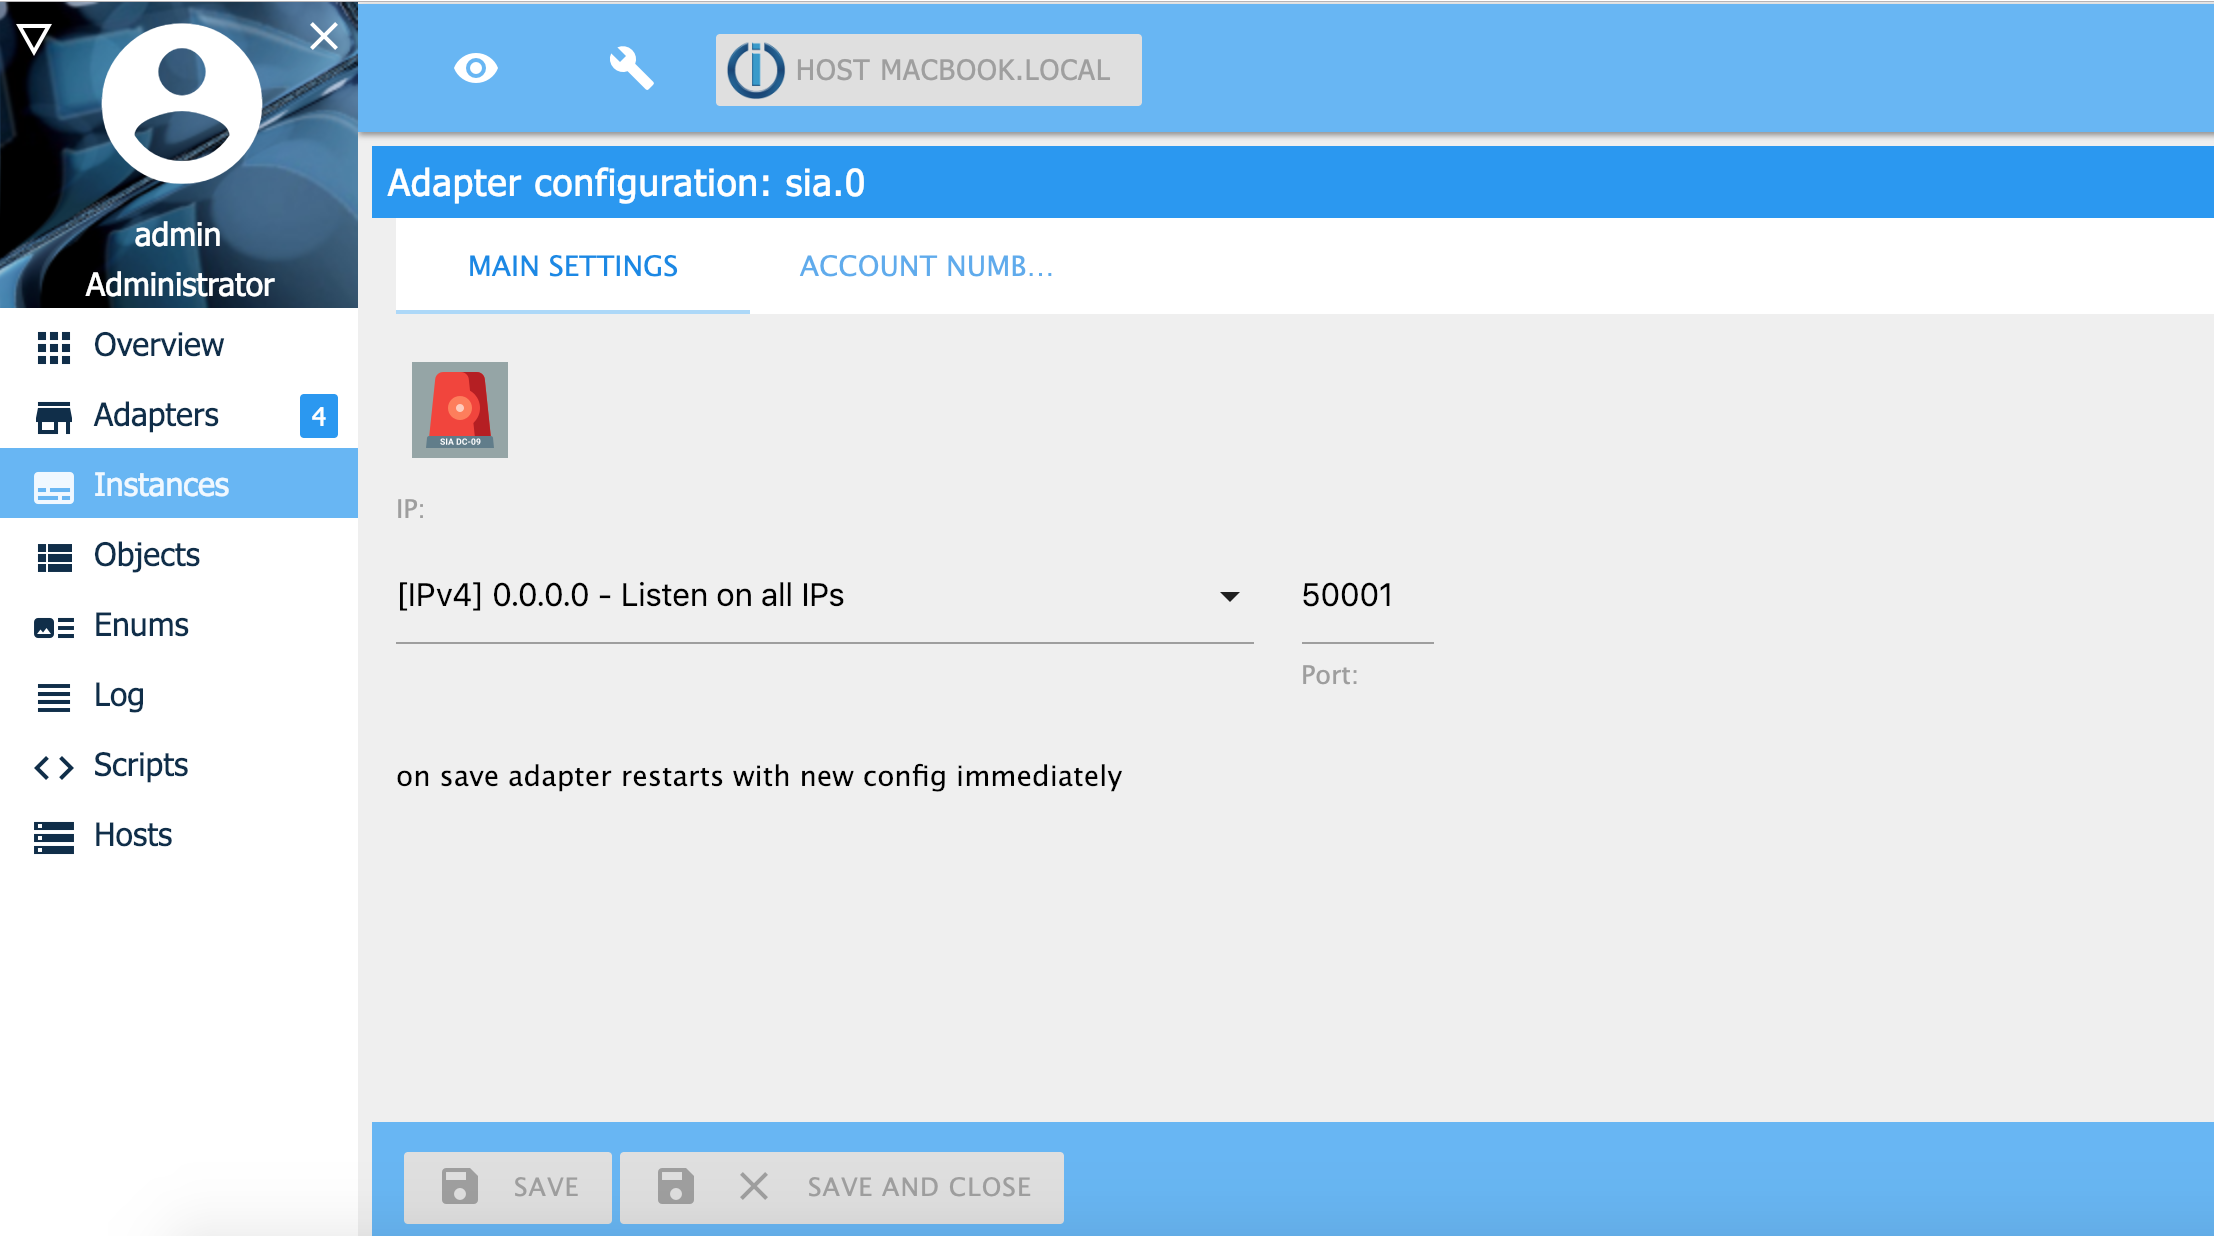 admin
Administrator
Overview
Adapters 4
Instances
Objects
Enums
Log
Scripts
Hosts
HOST MACBOOK.LOCAL
Adapter configuration: sia.0
MAIN SETTINGS ACCOUNT NUMB...
SIA DC-09
IP:
[IPv4] 0.0.0.0 - Listen on all IPs 50001
Port:
on save adapter restarts with new config immediately
SAVE SAVE AND CLOSE